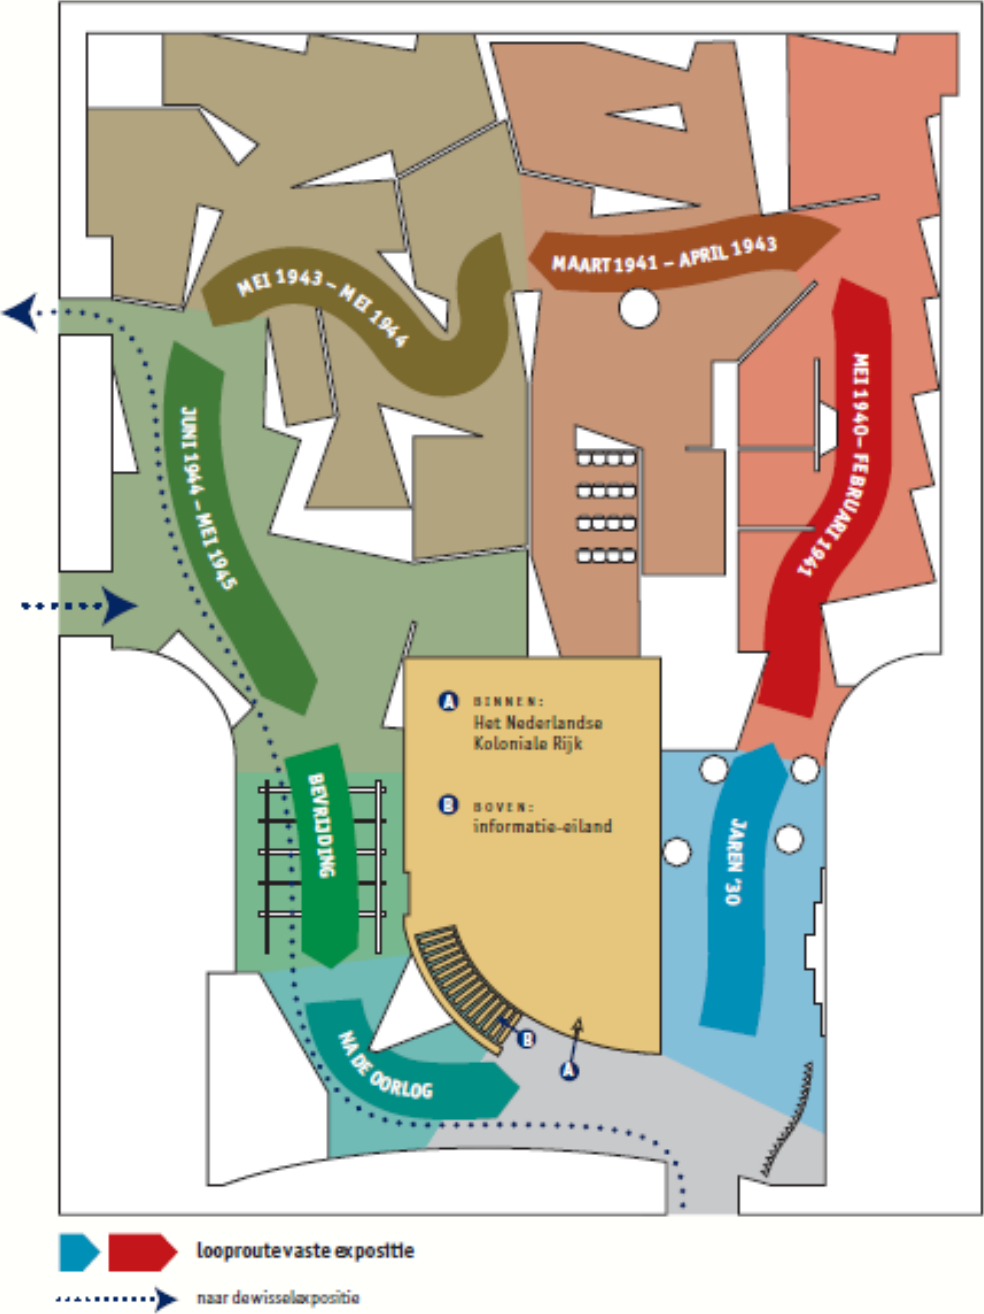 MAART 1941 – APRIL 1943
MEI 1943 – MEI 1944
MEI 1940 – FEBRUARI 1941
JUNI 1944 – MEI 1945
A BINNEN:
Het Nederlandse
Koloniale Rijk
B BOVEN:
informatie-eiland
BEVRIJDING
JAREN '30
NA DE OORLOG
B
A
looproute vaste expositie
naar de wisselexpositie